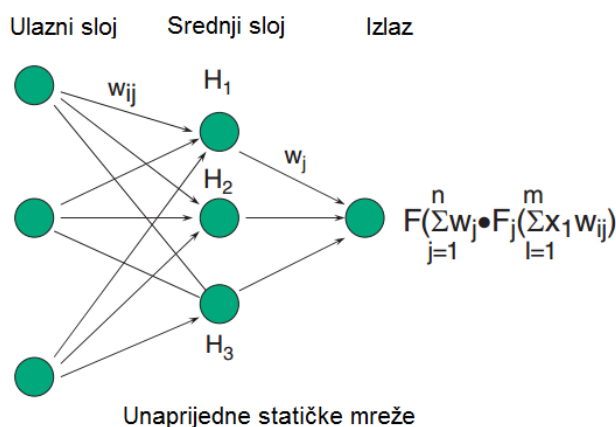 Ulazni sloj Srednji sloj Izlaz
wij H1
wj
H2
n m
F(Σwj•Fj(Σx1wij)
j=1 l=1
H3
Unaprijedne statičke mreže